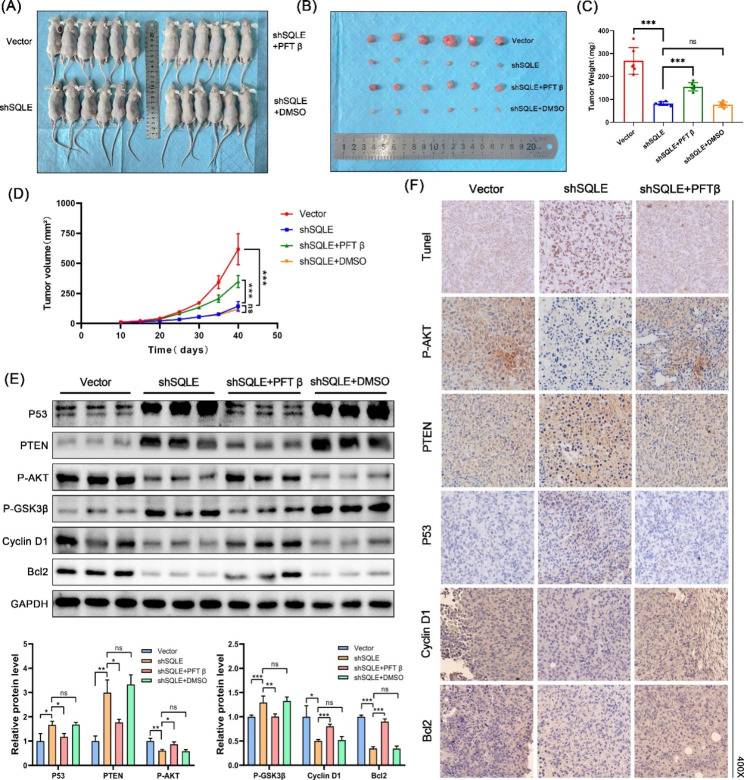 (A)
Vector
shSQLE
+PFT β
shSQLE
shSQLE
+DMSO
(B)
Vector
shSQLE
shSQLE+PFT β
shSQLE+DMSO
(C)
Tumor Weight(mg)
400
300
200
100
0
***
ns
***
Vector
shSQLE
shSQLE+PFT β
shSQLE+DMSO
(D)
Tumor volume(mm³)
1000
750
500
250
0
0 10 20 30 40 50
Time( days)
Vector
shSQLE
shSQLE+PFT β
shSQLE+DMSO
ns
***
***
(E)
Vector shSQLE shSQLE+PFT β shSQLE+DMSO
P53
PTEN
P-AKT
P-GSK3β
Cyclin D1
Bcl2
GAPDH
Relative protein level
5
4
3
2
1
0
Vector
shSQLE
shSQLE+PFT β
shSQLE+DMSO
ns
* *
ns
** *
ns
** *
P53 PTEN P-AKT
Relative protein level
2.0
1.5
1.0
0.5
0.0
Vector
shSQLE
shSQLE+PFT β
shSQLE+DMSO
ns
*** **
ns
* ***
ns
*** ***
P-GSK3β Cyclin D1 Bcl2
(F)
Vector shSQLE shSQLE+PFTβ
Tunel
P-AKT
PTEN
P53
Cyclin D1
Bcl2
400X